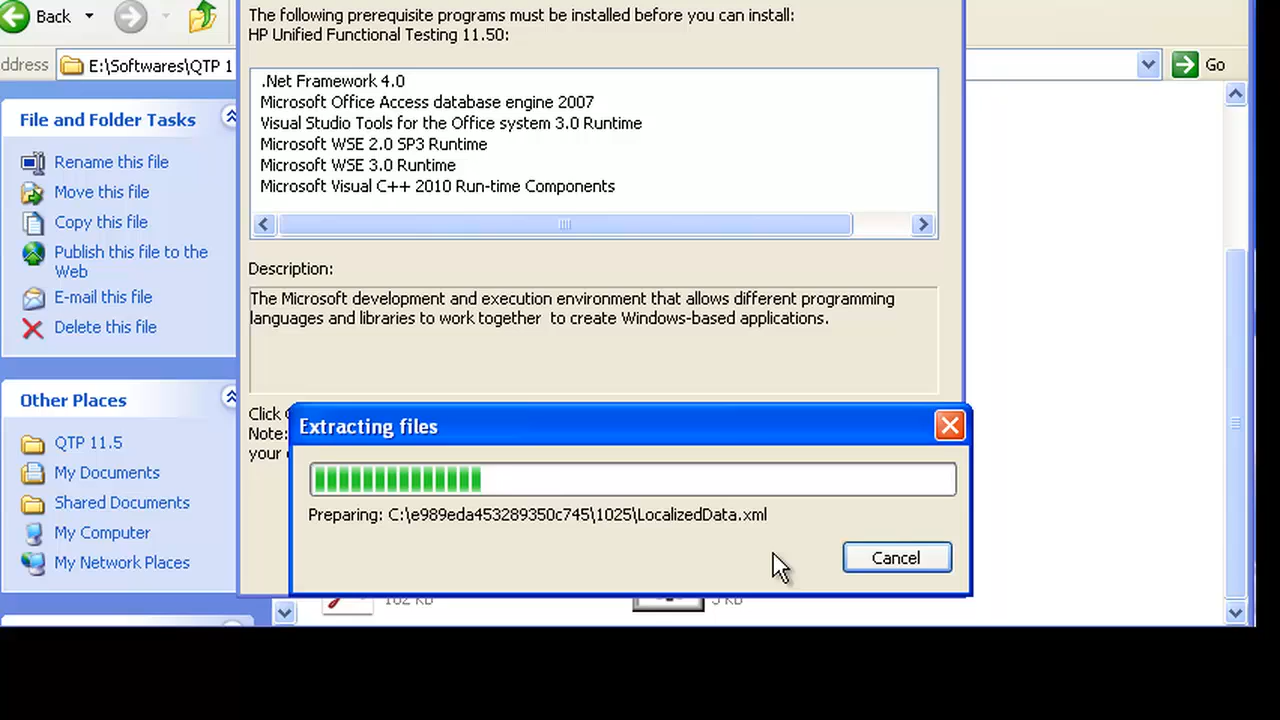 Back
The following prerequisite programs must be installed before you can install:
HP Unified Functional Testing 11.50:
ddress
E:\Softwares\QTP 1
Go
.Net Framework 4.0
Microsoft Office Access database engine 2007
Visual Studio Tools for the Office system 3.0 Runtime
Microsoft WSE 2.0 SP3 Runtime
Microsoft WSE 3.0 Runtime
Microsoft Visual C++ 2010 Run-time Components
File and Folder Tasks
Rename this file
Move this file
Copy this file
Publish this file to the
Web
E-mail this file
Delete this file
Description:
The Microsoft development and execution environment that allows different programming
languages and libraries to work together to create Windows-based applications.
Other Places
QTP 11.5
My Documents
Shared Documents
My Computer
My Network Places
Click
Note:
your
Extracting files
Preparing: C:\e989eda453289350c745\1025\LocalizedData.xml
Cancel
162 KB